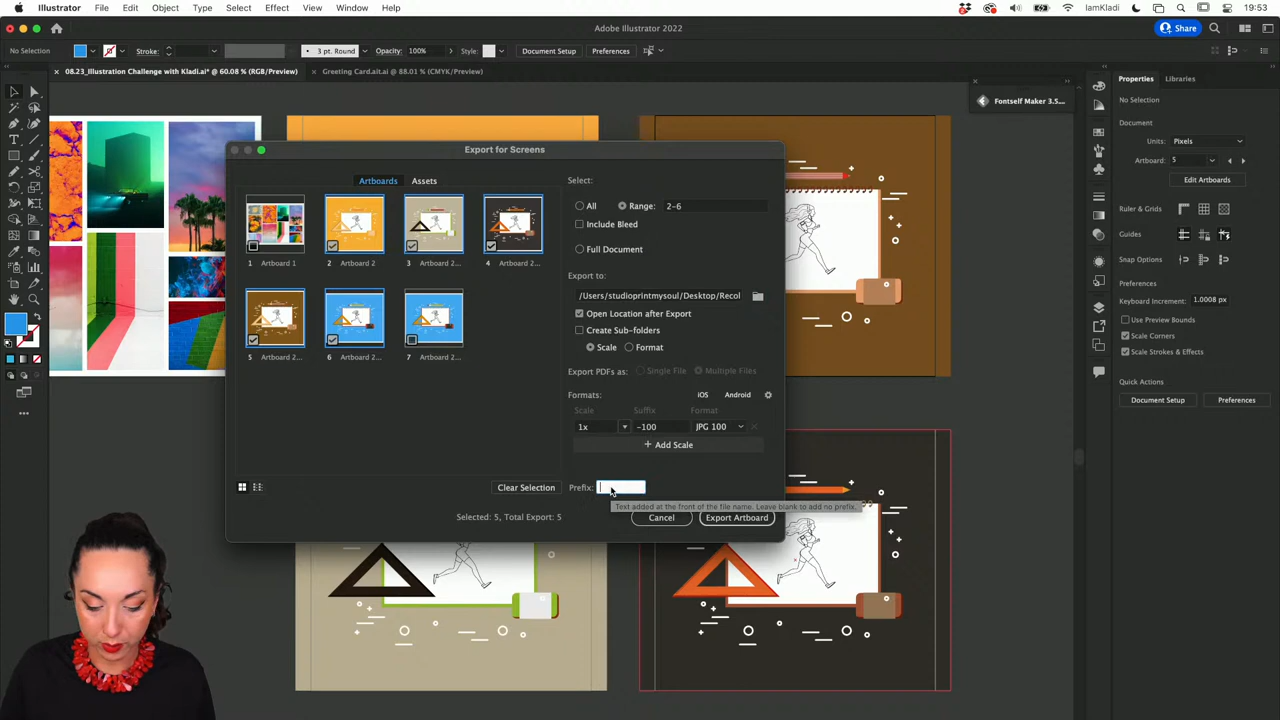 Illustrator File Edit Object Type Select Effect View Window Help IamKladi 19:53
Adobe Illustrator 2022 Share
No Selection Stroke: 3 pt. Round Opacity: 100% Style: Document Setup Preferences
× 08.23_Illustration Challenge with Kladi.ai* @ 60.08 % (RGB/Preview) × Greeting Card.ait.ai @ 88.01 % (CMYK/Preview)
Properties Libraries
Fontself Maker 3.5...
No Selection
Document
Units: Pixels
Artboard: 5
Edit Artboards
Ruler & Grids
Guides
Snap Options
Preferences
Keyboard Increment: 1.0008 px
Use Preview Bounds
Scale Corners
Scale Strokes & Effects
Quick Actions
Document Setup Preferences
Export for Screens
Artboards Assets
1 Artboard 1
2 Artboard 2
3 Artboard 2...
4 Artboard 2...
5 Artboard 2...
6 Artboard 2...
7 Artboard 2...
Clear Selection
Selected: 5, Total Export: 5
Select:
All Range: 2-6
Include Bleed
Full Document
Export to:
/Users/studioprintmysoul/Desktop/Recol
Open Location after Export
Create Sub-folders
Scale Format
Export PDFs as: Single File Multiple Files
Formats: iOS Android
Scale Suffix Format
1x -100 JPG 100 ×
+ Add Scale
Prefix:
Text added at the front of the file name. Leave blank to add no prefix.
Cancel Export Artboard